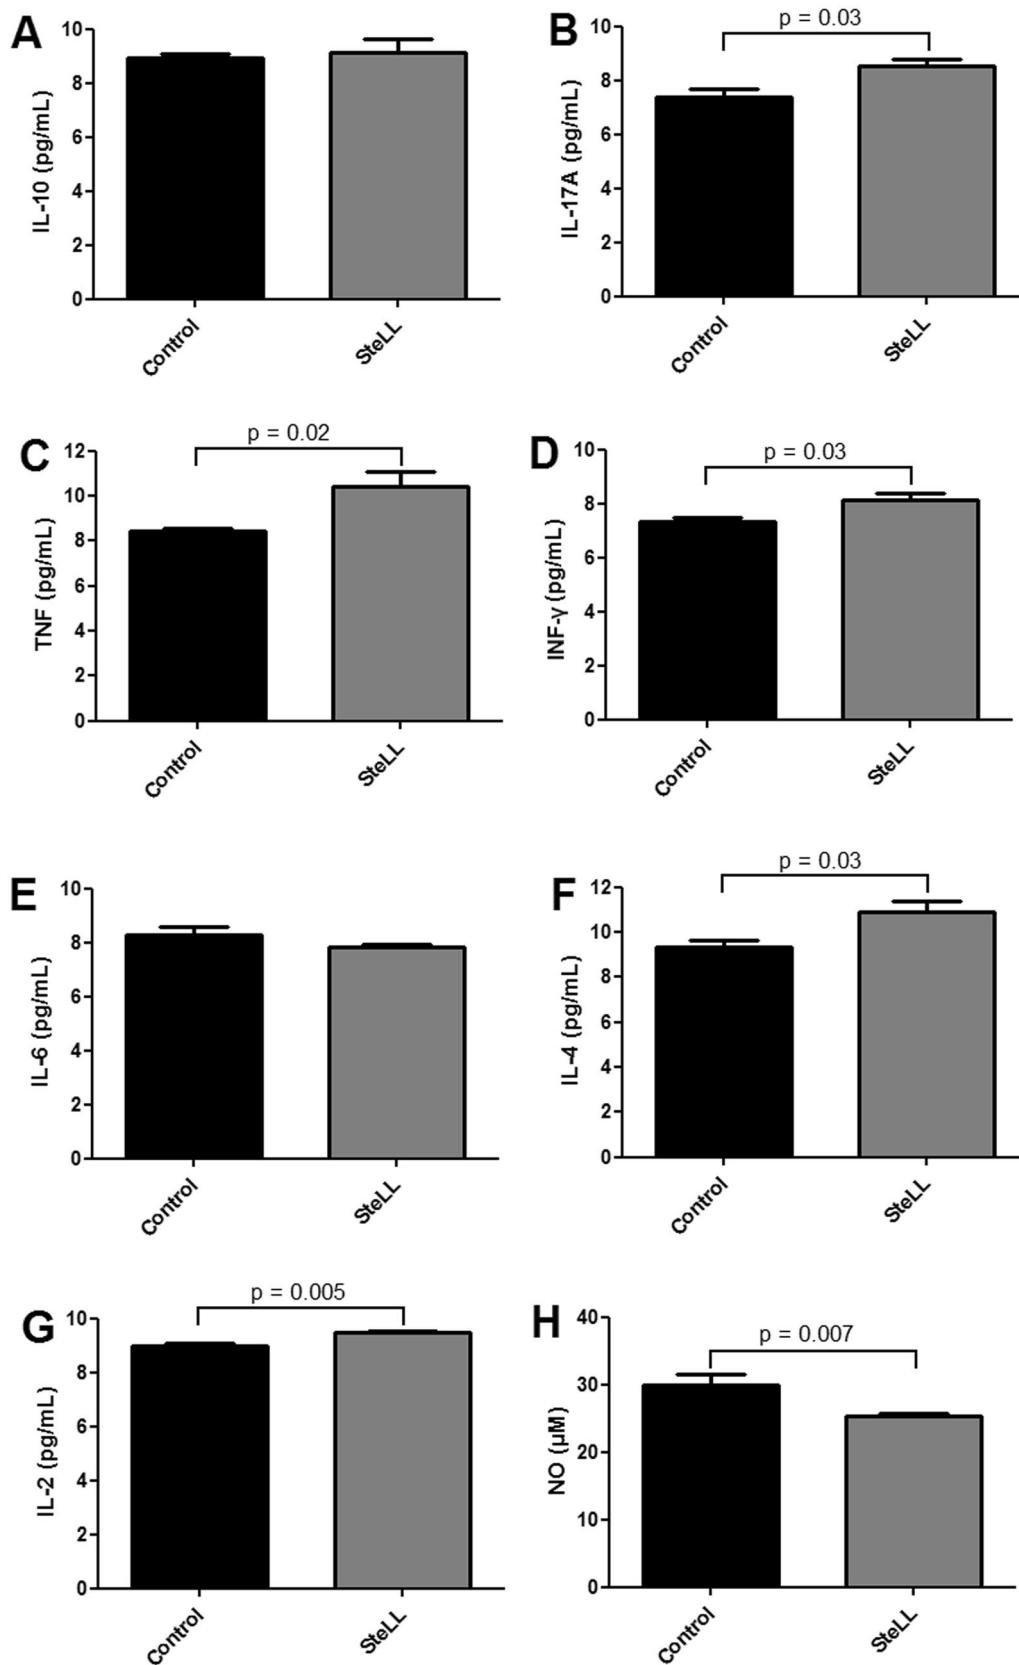 A
IL-10 (pg/mL)
10
8
6
4
2
0
Control
SteLL
B
p = 0.03
IL-17A (pg/mL)
10
8
6
4
2
0
Control
SteLL
C
p = 0.02
TNF (pg/mL)
12
10
8
6
4
2
0
Control
SteLL
D
p = 0.03
INF-γ (pg/mL)
10
8
6
4
2
0
Control
SteLL
E
IL-6 (pg/mL)
10
8
6
4
2
0
Control
SteLL
F
p = 0.03
IL-4 (pg/mL)
12
10
8
6
4
2
0
Control
SteLL
G
p = 0.005
IL-2 (pg/mL)
10
8
6
4
2
0
Control
SteLL
H
p = 0.007
NO (µM)
40
30
20
10
0
Control
SteLL